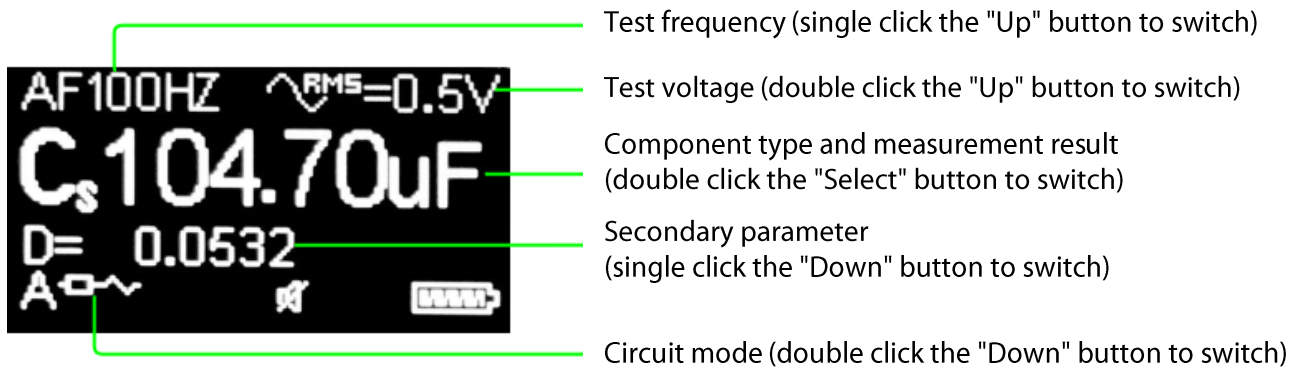 Test frequency (single click the "Up" button to switch)
AF100HZ RMS=0.5V
Test voltage (double click the "Up" button to switch)
Cs104.70uF
Component type and measurement result
(double click the "Select" button to switch)
D= 0.0532
Secondary parameter
(single click the "Down" button to switch)
A
Circuit mode (double click the "Down" button to switch)